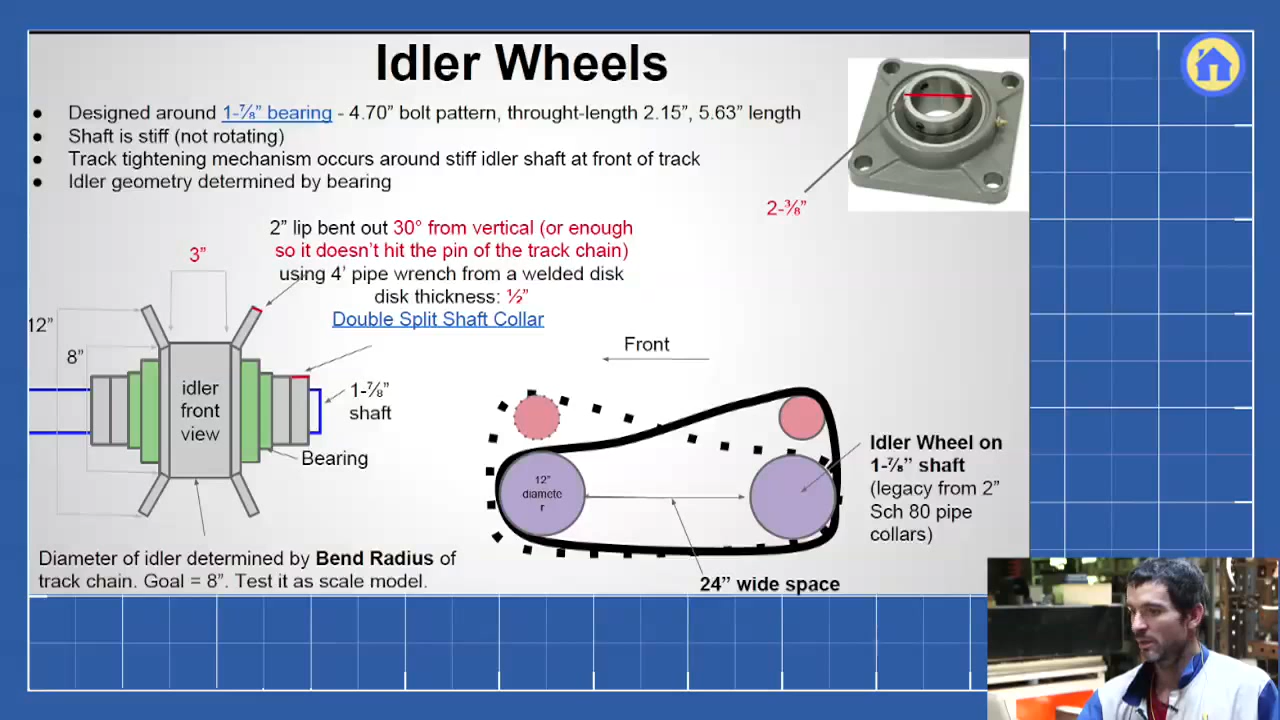 Idler Wheels
● Designed around 1-⅞” bearing - 4.70” bolt pattern, throught-length 2.15”, 5.63” length
● Shaft is stiff (not rotating)
● Track tightening mechanism occurs around stiff idler shaft at front of track
● Idler geometry determined by bearing
2-⅜”
2” lip bent out 30° from vertical (or enough
so it doesn’t hit the pin of the track chain)
using 4’ pipe wrench from a welded disk
disk thickness: ½”
Double Split Shaft Collar
3”
12”
8”
idler
front
view
1-⅞”
shaft
Bearing
Diameter of idler determined by Bend Radius of
track chain. Goal = 8”. Test it as scale model.
Front
12”
diamete
r
Idler Wheel on
1-⅞” shaft
(legacy from 2”
Sch 80 pipe
collars)
24” wide space